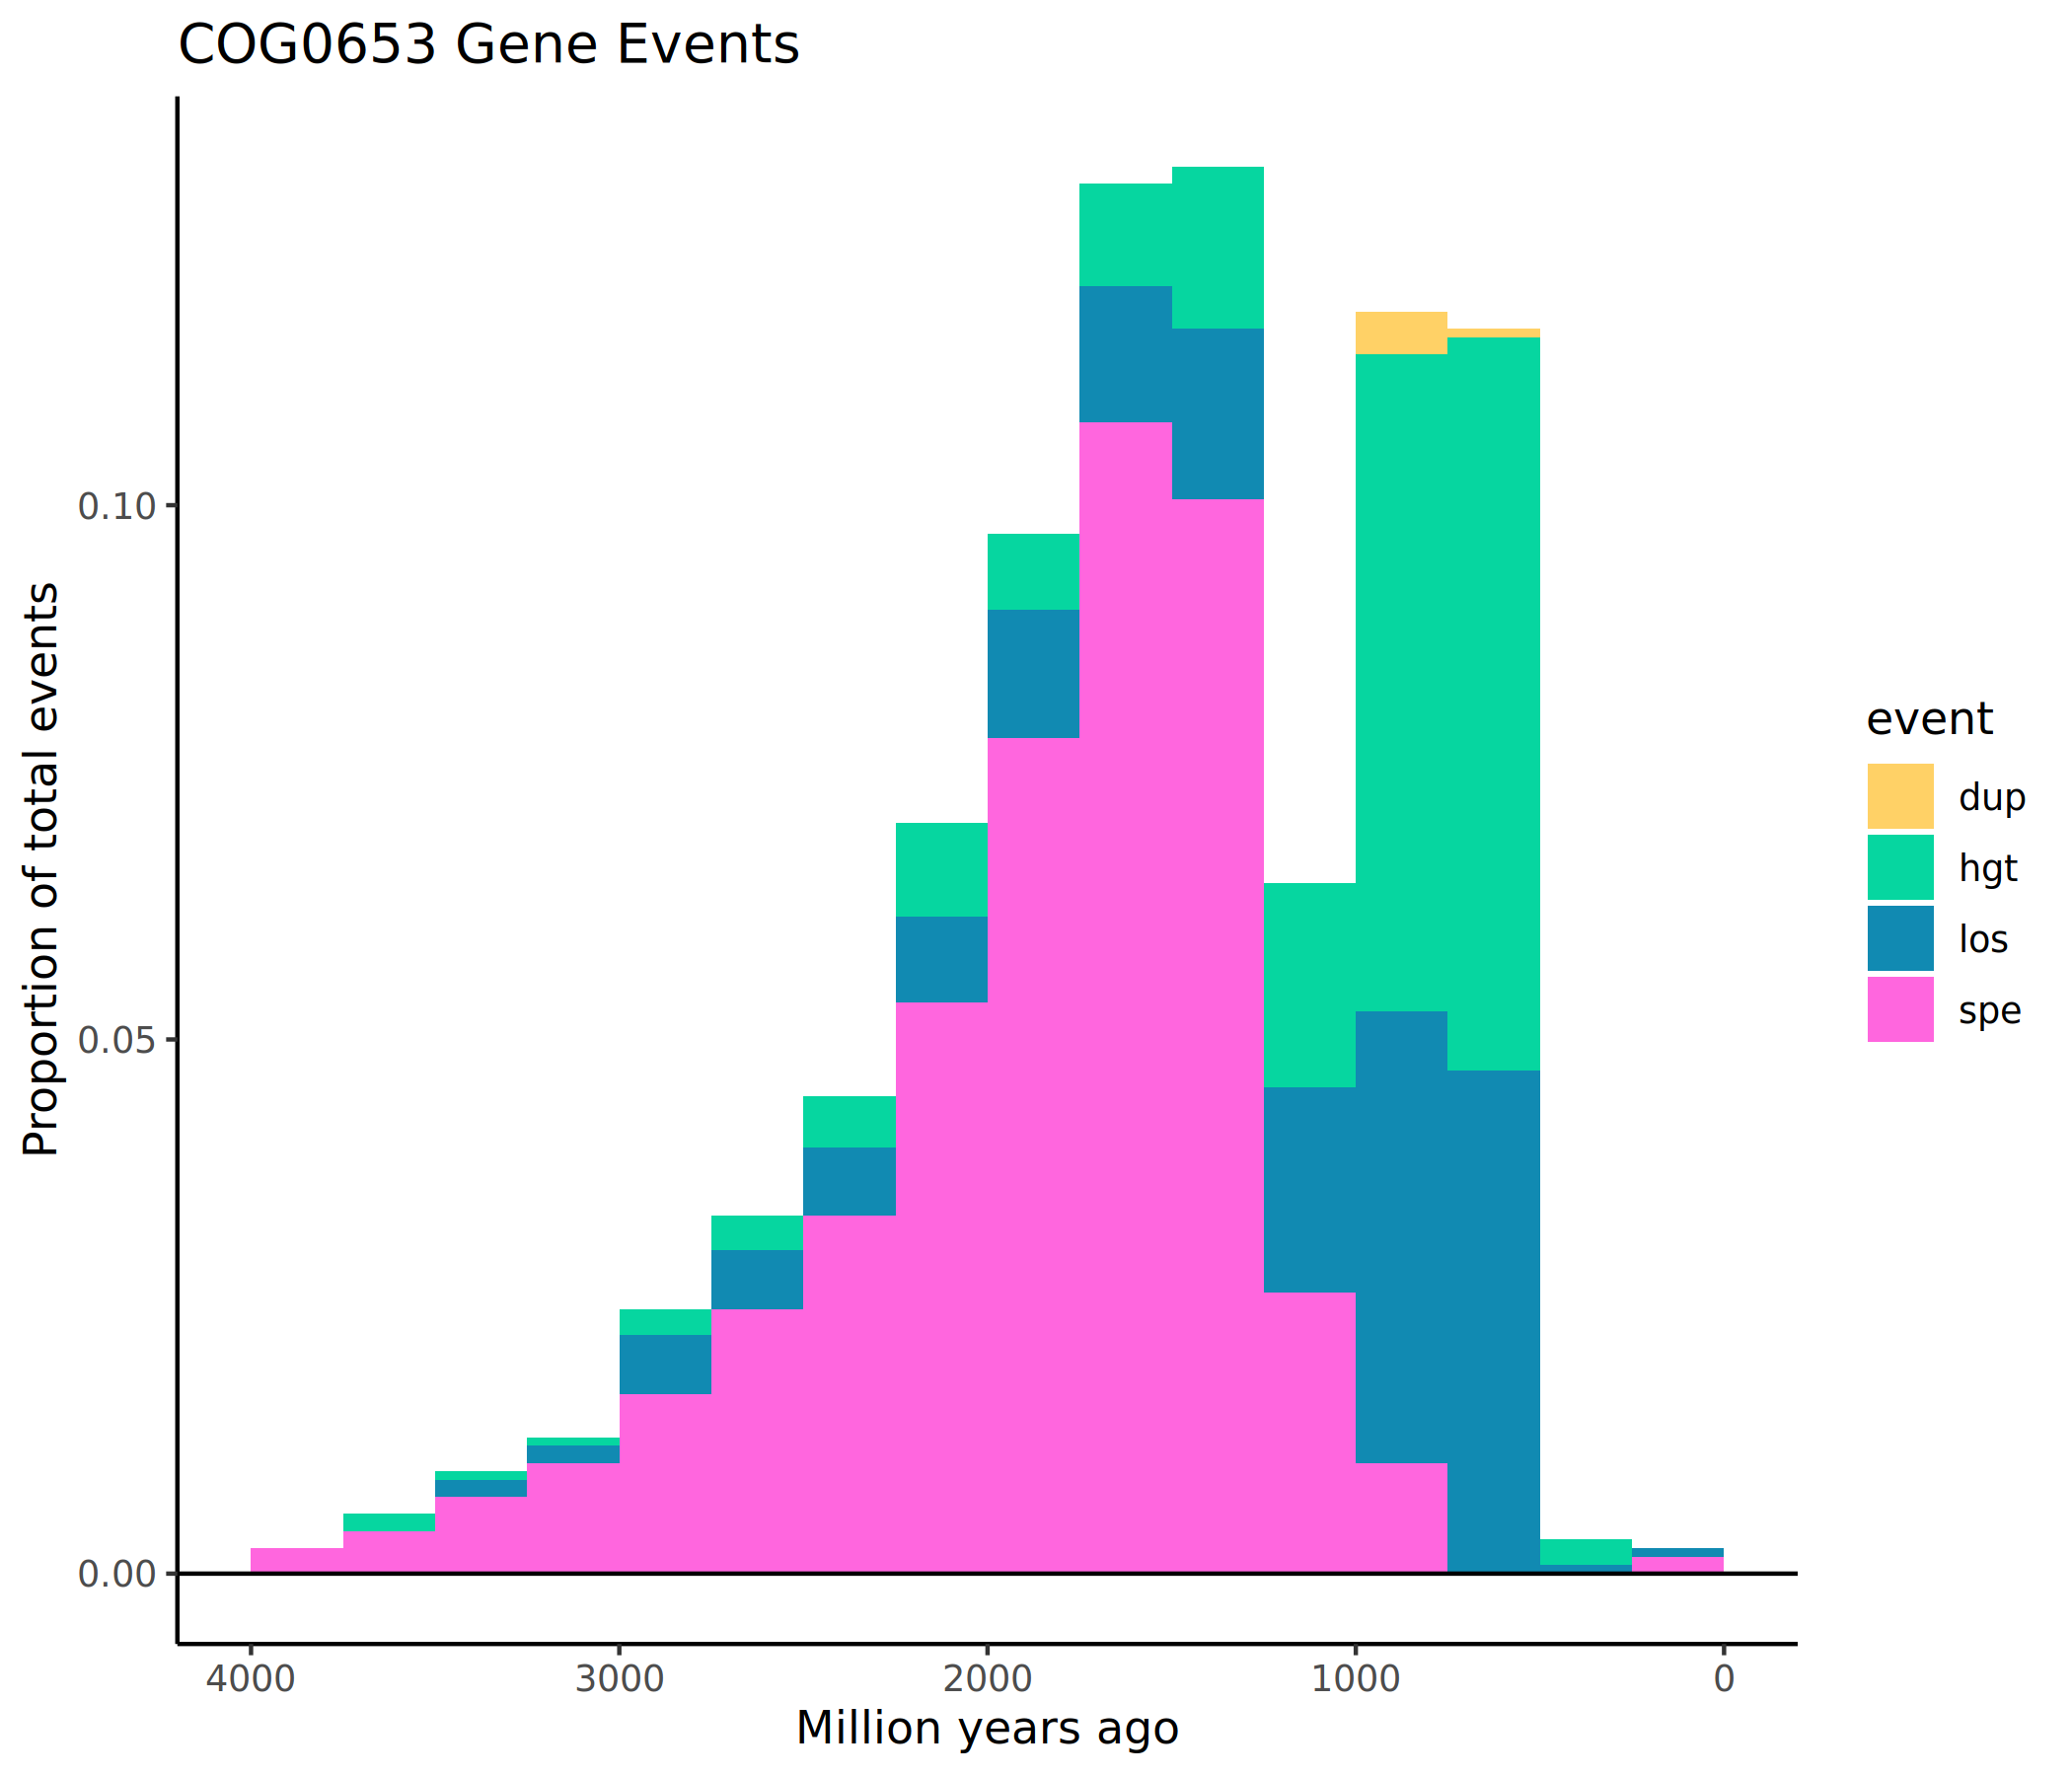 COG0653 Gene Events
Proportion of total events
0.10
0.05
0.00
4000 3000 2000 1000 0
Million years ago
event
dup
hgt
los
spe